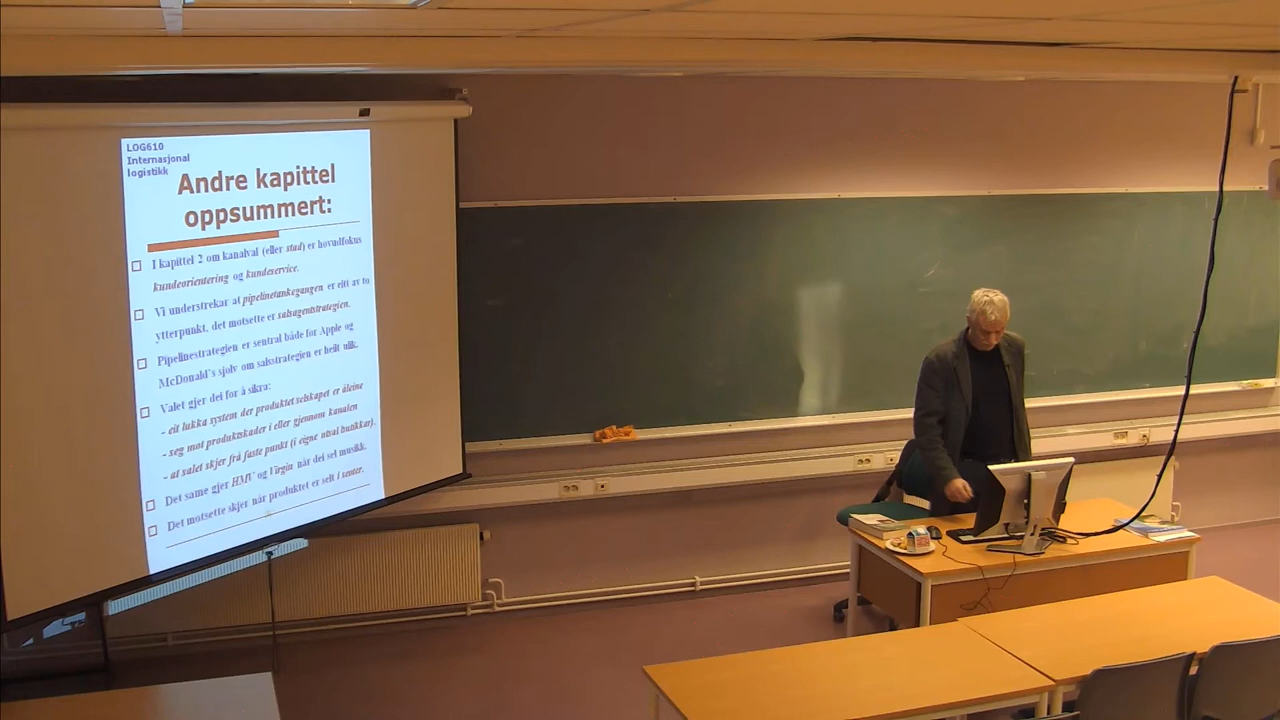 LOG610
Internasjonal
logistikk
Andre kapittel
oppsummert:
I kapittel 2 om kanalval (eller stad) er hovudfokus
kundeorientering og kundeservice.
Vi understrekar at pipelinetankegangen er eitt av to
ytterpunkt, det motsette er salsagentstrategien.
Pipelinestrategien er sentral både for Apple og
McDonald's sjølv om salsstrategien er heilt ulik.
Valet gjer dei for å sikra:
- eit lukka system der produktet selskapet er åleine
- seg mot produktskader i eller gjennom kanalen
- at salet skjer frå faste punkt (i eigne utsal bunkkar).
Det same gjer HMV og Virgin når dei sel musikk.
Det motsette skjer når produktet er selt i senter.